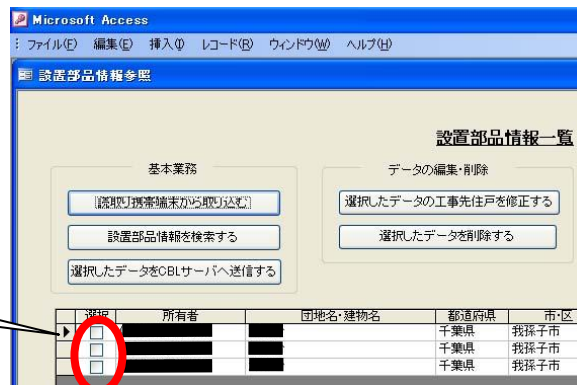 Microsoft Access
ファイル(F) 編集(E) 挿入(I) レコード(R) ウィンドウ(W) ヘルプ(H)
設置部品情報参照
設置部品情報一覧
基本業務
データの編集・削除
読取り携帯端末から取り込む
選択したデータの工事先住戸を修正する
設置部品情報を検索する
選択したデータを削除する
選択したデータをCBLサーバへ送信する
選択 所有者 団地名・建物名 都道府県 市・区
千葉県 我孫子市
千葉県 我孫子市
千葉県 我孫子市